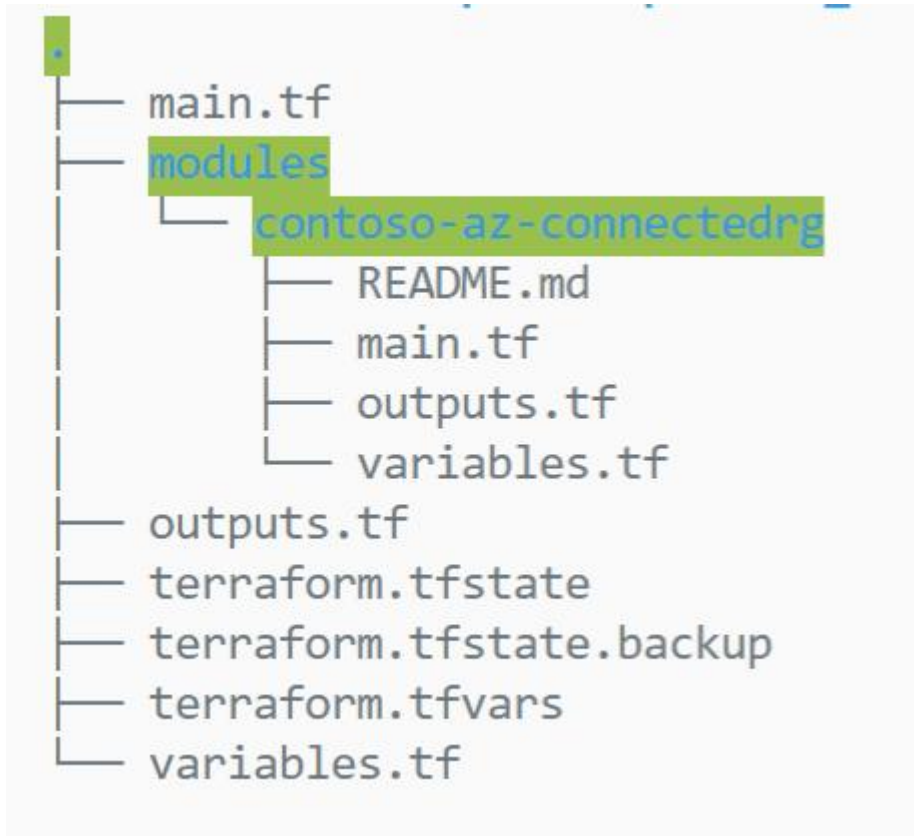 .
├── main.tf
├── modules
│   └── contoso-az-connectedrg
│       ├── README.md
│       ├── main.tf
│       ├── outputs.tf
│       └── variables.tf
├── outputs.tf
├── terraform.tfstate
├── terraform.tfstate.backup
├── terraform.tfvars
└── variables.tf